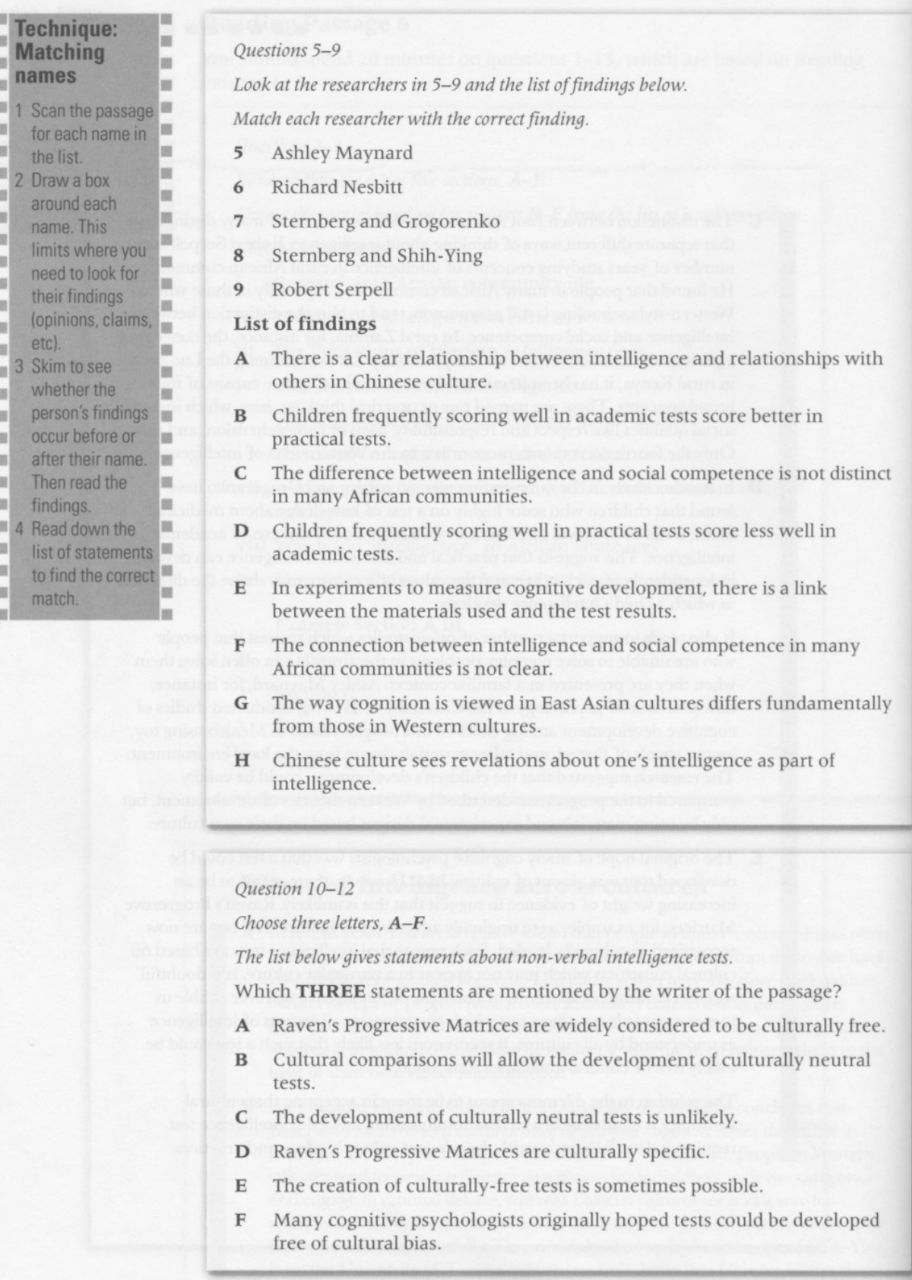 Technique:
Matching
names
1 Scan the passage
for each name in
the list.
2 Draw a box
around each
name. This
limits where you
need to look for
their findings
(opinions, claims,
etc).
3 Skim to see
whether the
person's findings
occur before or
after their name.
Then read the
findings.
4 Read down the
list of statements
to find the correct
match.
Questions 5–9
Look at the researchers in 5–9 and the list of findings below.
Match each researcher with the correct finding.
5 Ashley Maynard
6 Richard Nesbitt
7 Sternberg and Grogorenko
8 Sternberg and Shih-Ying
9 Robert Serpell
List of findings
A There is a clear relationship between intelligence and relationships with
others in Chinese culture.
B Children frequently scoring well in academic tests score better in
practical tests.
C The difference between intelligence and social competence is not distinct
in many African communities.
D Children frequently scoring well in practical tests score less well in
academic tests.
E In experiments to measure cognitive development, there is a link
between the materials used and the test results.
F The connection between intelligence and social competence in many
African communities is not clear.
G The way cognition is viewed in East Asian cultures differs fundamentally
from those in Western cultures.
H Chinese culture sees revelations about one's intelligence as part of
intelligence.
Question 10–12
Choose three letters, A–F.
The list below gives statements about non-verbal intelligence tests.
Which THREE statements are mentioned by the writer of the passage?
A Raven's Progressive Matrices are widely considered to be culturally free.
B Cultural comparisons will allow the development of culturally neutral
tests.
C The development of culturally neutral tests is unlikely.
D Raven's Progressive Matrices are culturally specific.
E The creation of culturally-free tests is sometimes possible.
F Many cognitive psychologists originally hoped tests could be developed
free of cultural bias.